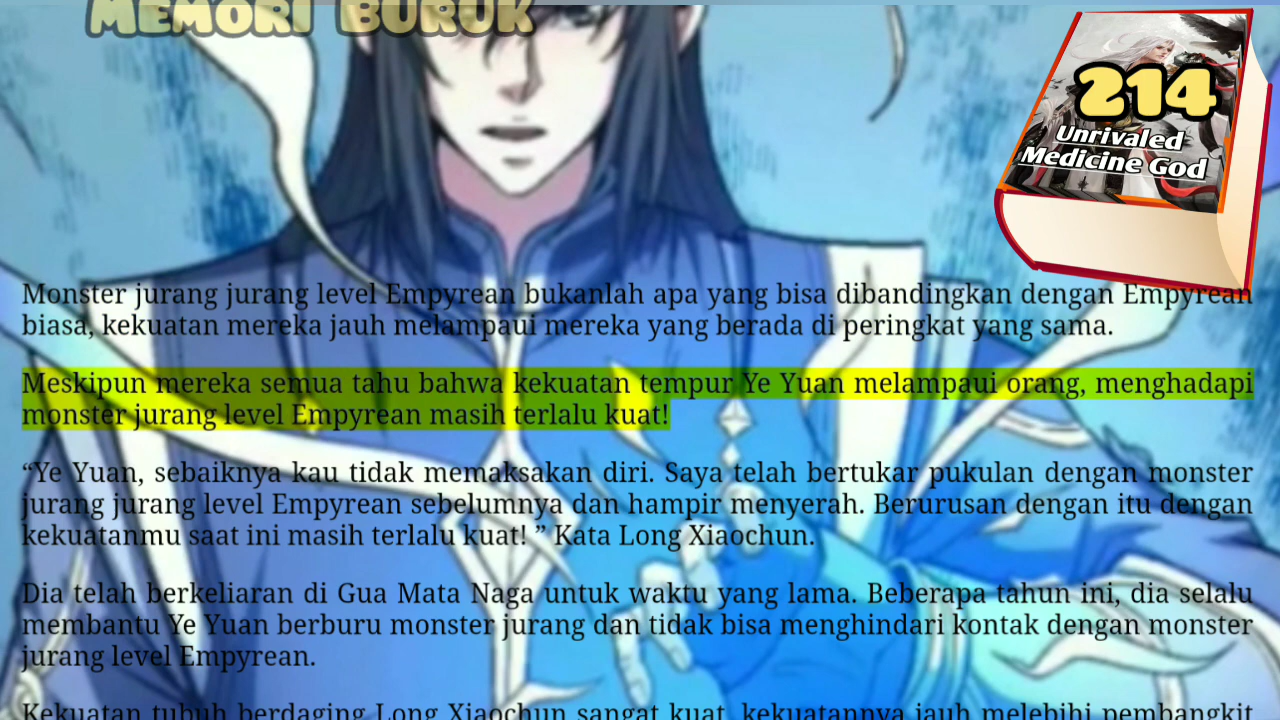 MEMORI BURUK
214
Unrivaled
Medicine God
Monster jurang jurang level Empyrean bukanlah apa yang bisa dibandingkan dengan Empyrean
biasa, kekuatan mereka jauh melampaui mereka yang berada di peringkat yang sama.
Meskipun mereka semua tahu bahwa kekuatan tempur Ye Yuan melampaui orang, menghadapi
monster jurang level Empyrean masih terlalu kuat!
“Ye Yuan, sebaiknya kau tidak memaksakan diri. Saya telah bertukar pukulan dengan monster
jurang jurang level Empyrean sebelumnya dan hampir menyerah. Berurusan dengan itu dengan
kekuatanmu saat ini masih terlalu kuat! ” Kata Long Xiaochun.
Dia telah berkeliaran di Gua Mata Naga untuk waktu yang lama. Beberapa tahun ini, dia selalu
membantu Ye Yuan berburu monster jurang dan tidak bisa menghindari kontak dengan monster
jurang level Empyrean.
Kekuatan tubuh berdaging Long Xiaochun sangat kuat, kekuatannya jauh melebihi pembangkit